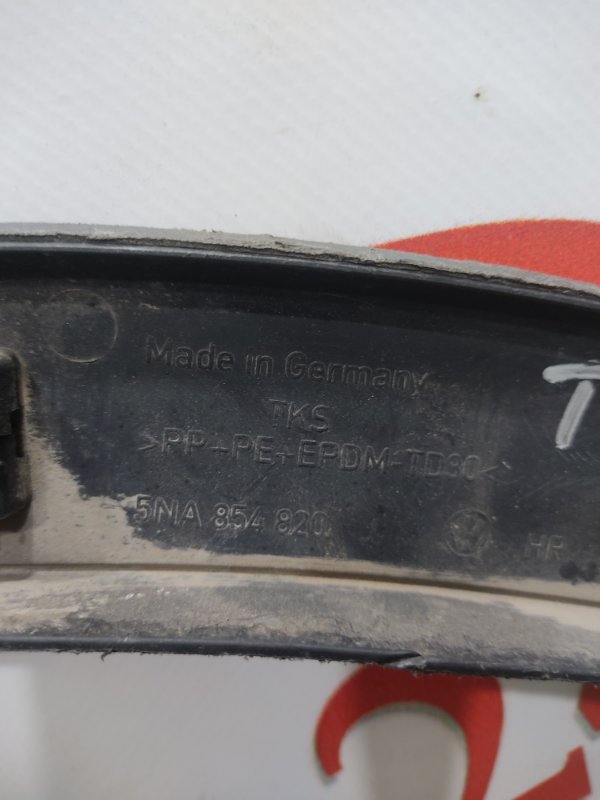 Made in Germany
TKS
>PP+PE+EPDM-TD30<
5NA 854 820
HR
T